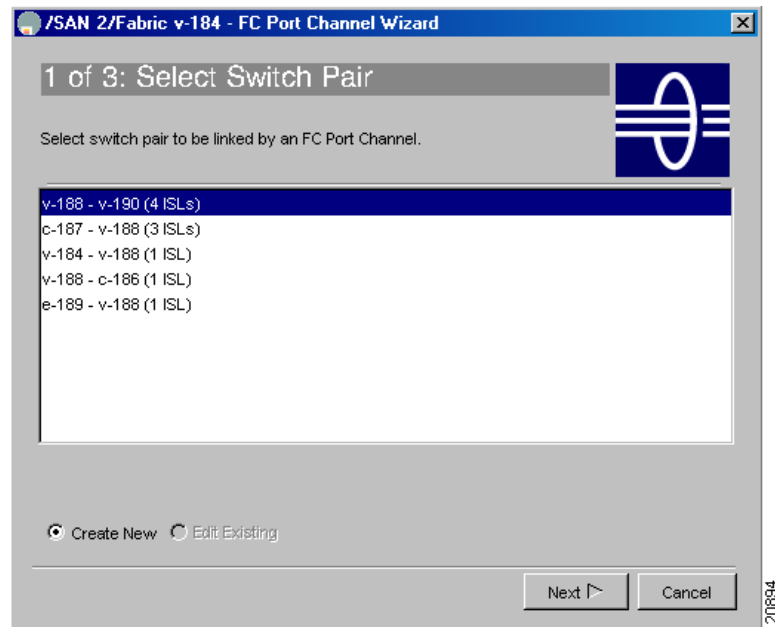 /SAN 2/Fabric v-184 - FC Port Channel Wizard
1 of 3: Select Switch Pair
Select switch pair to be linked by an FC Port Channel.
v-188 - v-190 (4 ISLs)
c-187 - v-188 (3 ISLs)
v-184 - v-188 (1 ISL)
v-188 - c-186 (1 ISL)
e-189 - v-188 (1 ISL)
Create New Edit Existing
Next Cancel
20894